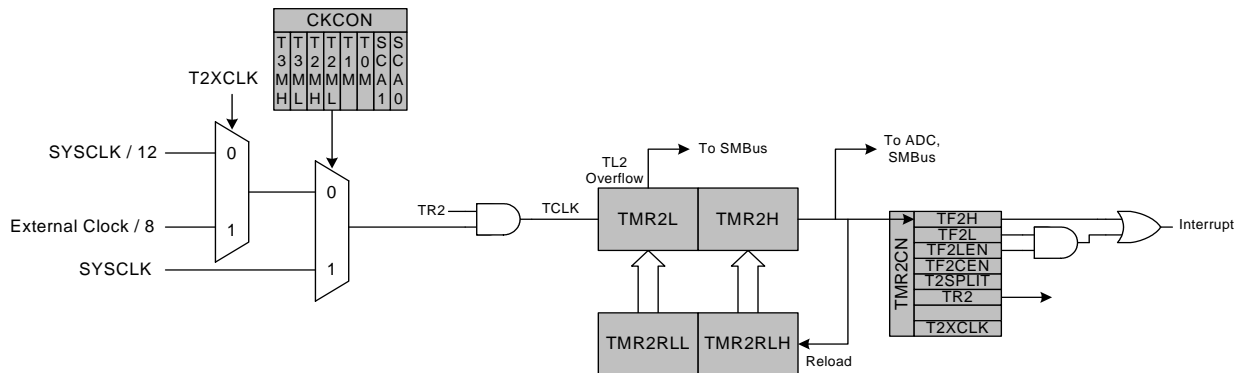 CKCON
T3MH
T3ML
T2MH
T2ML
T1M
T0M
SCA1
SCA0
T2XCLK
SYSCLK / 12
0
External Clock / 8
1
SYSCLK
0
1
TR2
TCLK
TL2
Overflow
To SMBus
To ADC,
SMBus
TMR2L
TMR2H
TMR2RLL
TMR2RLH
Reload
TMR2CN
TF2H
TF2L
TF2LEN
TF2CEN
T2SPLIT
TR2
T2XCLK
Interrupt